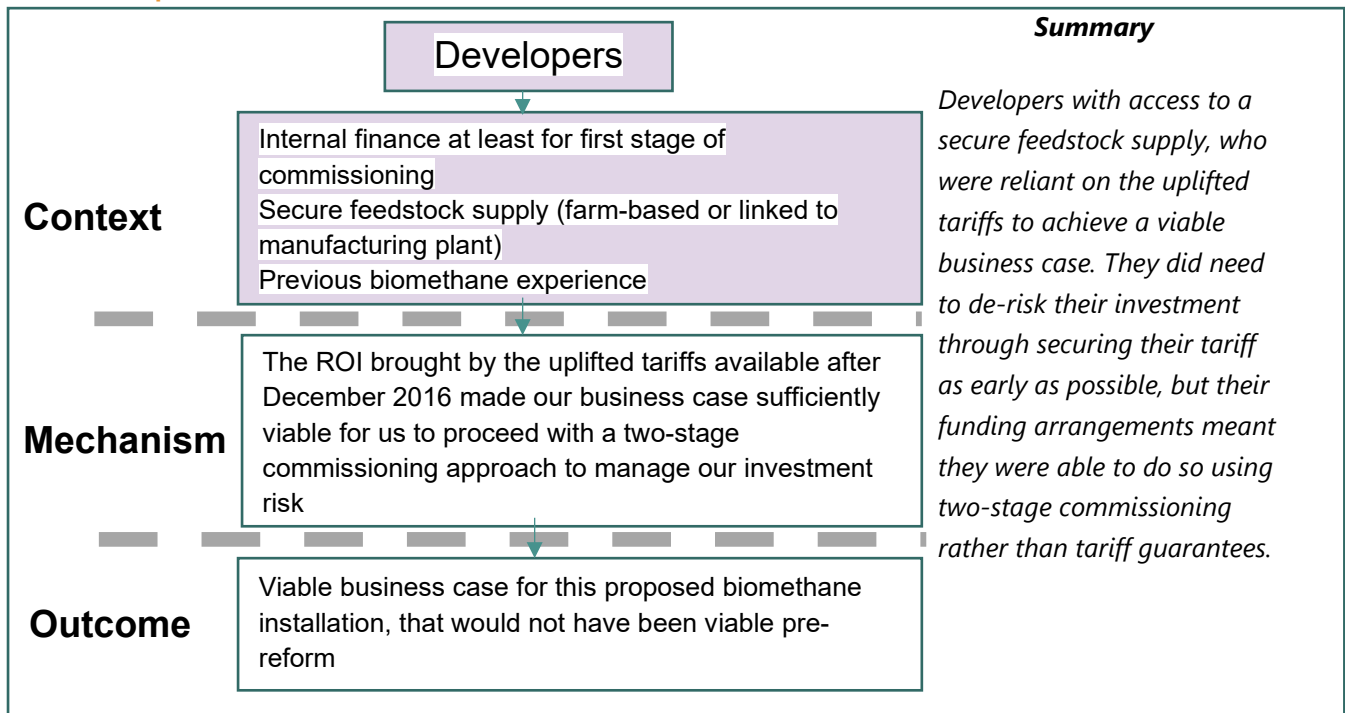 Developers
Context
Internal finance at least for first stage of
commissioning
Secure feedstock supply (farm-based or linked to
manufacturing plant)
Previous biomethane experience
Mechanism
The ROI brought by the uplifted tariffs available after
December 2016 made our business case sufficiently
viable for us to proceed with a two-stage
commissioning approach to manage our investment
risk
Outcome
Viable business case for this proposed biomethane
installation, that would not have been viable pre-
reform
Summary
Developers with access to a
secure feedstock supply, who
were reliant on the uplifted
tariffs to achieve a viable
business case. They did need
to de-risk their investment
through securing their tariff
as early as possible, but their
funding arrangements meant
they were able to do so using
two-stage commissioning
rather than tariff guarantees.